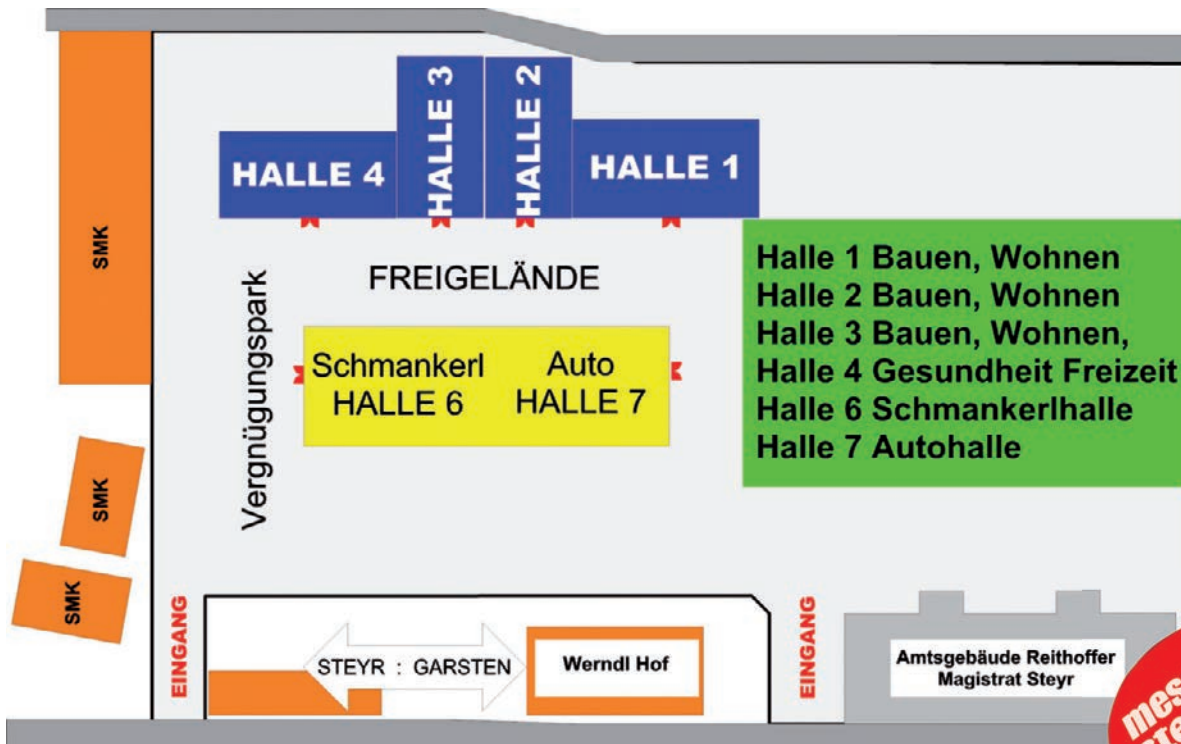 HALLE 4
HALLE 3
HALLE 2
HALLE 1
SMK
FREIGELÄNDE
Vergnügungspark
Schmankerl
HALLE 6
Auto
HALLE 7
Halle 1 Bauen, Wohnen
Halle 2 Bauen, Wohnen
Halle 3 Bauen, Wohnen,
Halle 4 Gesundheit Freizeit
Halle 6 Schmankerlhalle
Halle 7 Autohalle
SMK
SMK
EINGANG
STEYR : GARSTEN
Werndl Hof
EINGANG
Amtsgebäude Reithoffer
Magistrat Steyr